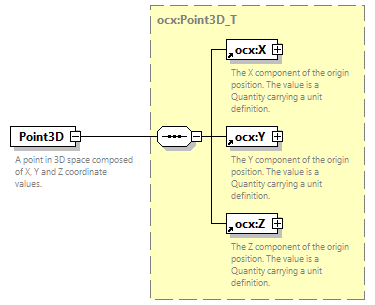 ocx:Point3D_T
ocx:X
The X component of the origin
position. The value is a
Quantity carrying a unit
definition.
Point3D
A point in 3D space composed
of X, Y and Z coordinate
values.
ocx:Y
The Y component of the origin
position. The value is a
Quantity carrying a unit
definition.
ocx:Z
The Z component of the origin
position. The value is a
Quantity carrying a unit
definition.